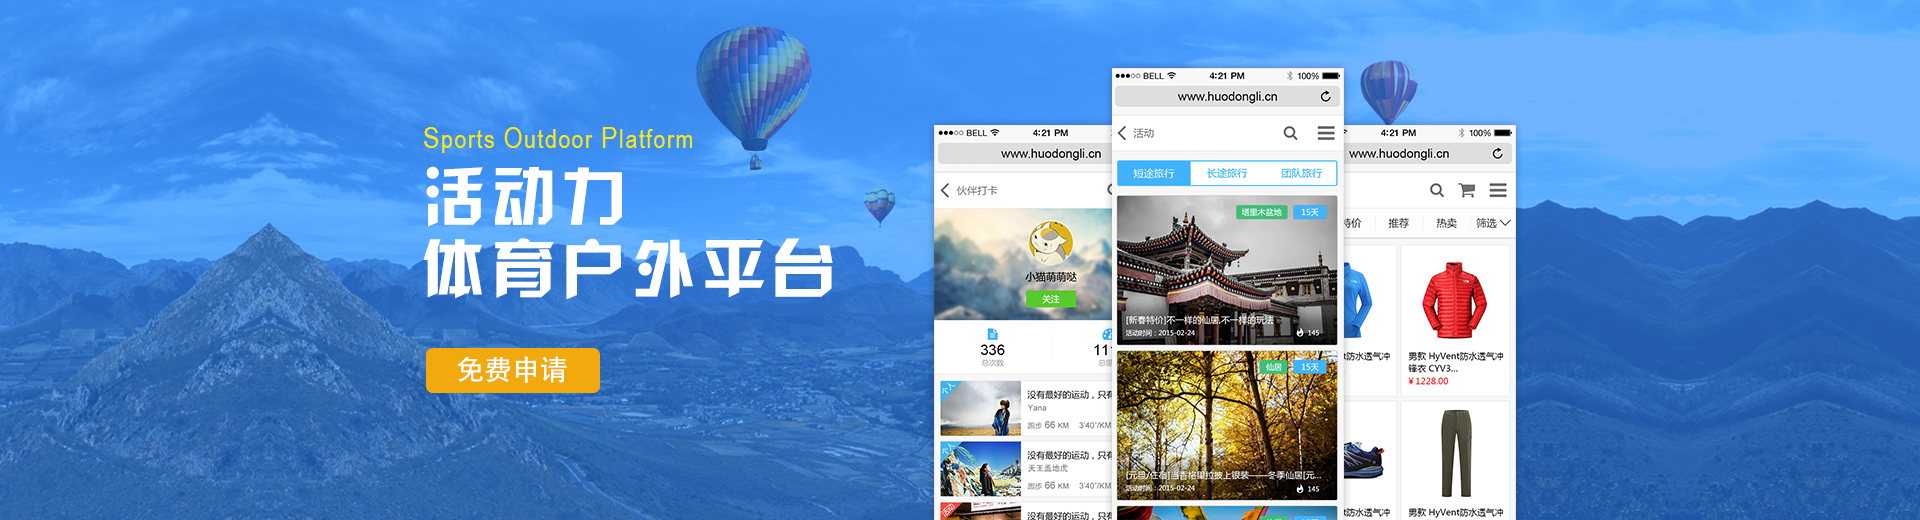 Sports Outdoor Platform
活动力
体育户外平台
免费申请
BELL 4:21 PM
www.huodongli.cn
伙伴打卡
小猫萌萌哒
关注
336
总次数
没有最好的运动，只有
Yana
跑步 66 KM 3'40"/KM
没有最好的运动，只有
天王盖地虎
跑步 66 KM 3'40"/KM
没有最好的运动，只有
BELL 4:21 PM 100%
www.huodongli.cn
活动
短途旅行 长途旅行 团队旅行
塔里木盆地 15天
[新春特价]不一样的仙居,不一样的玩法
活动时间：2015-02-24 145
仙居 15天
[元旦/住宿]当香格里拉披上银装——冬季仙居[元...
活动时间：2015-02-24 145
4:21 PM 100%
www.huodongli.cn
特价 推荐 热卖 筛选
防水透气冲
男款 HyVent防水透气冲
锋衣 CYV3...
¥1228.00
防水透气冲
男款 HyVent防水透气冲